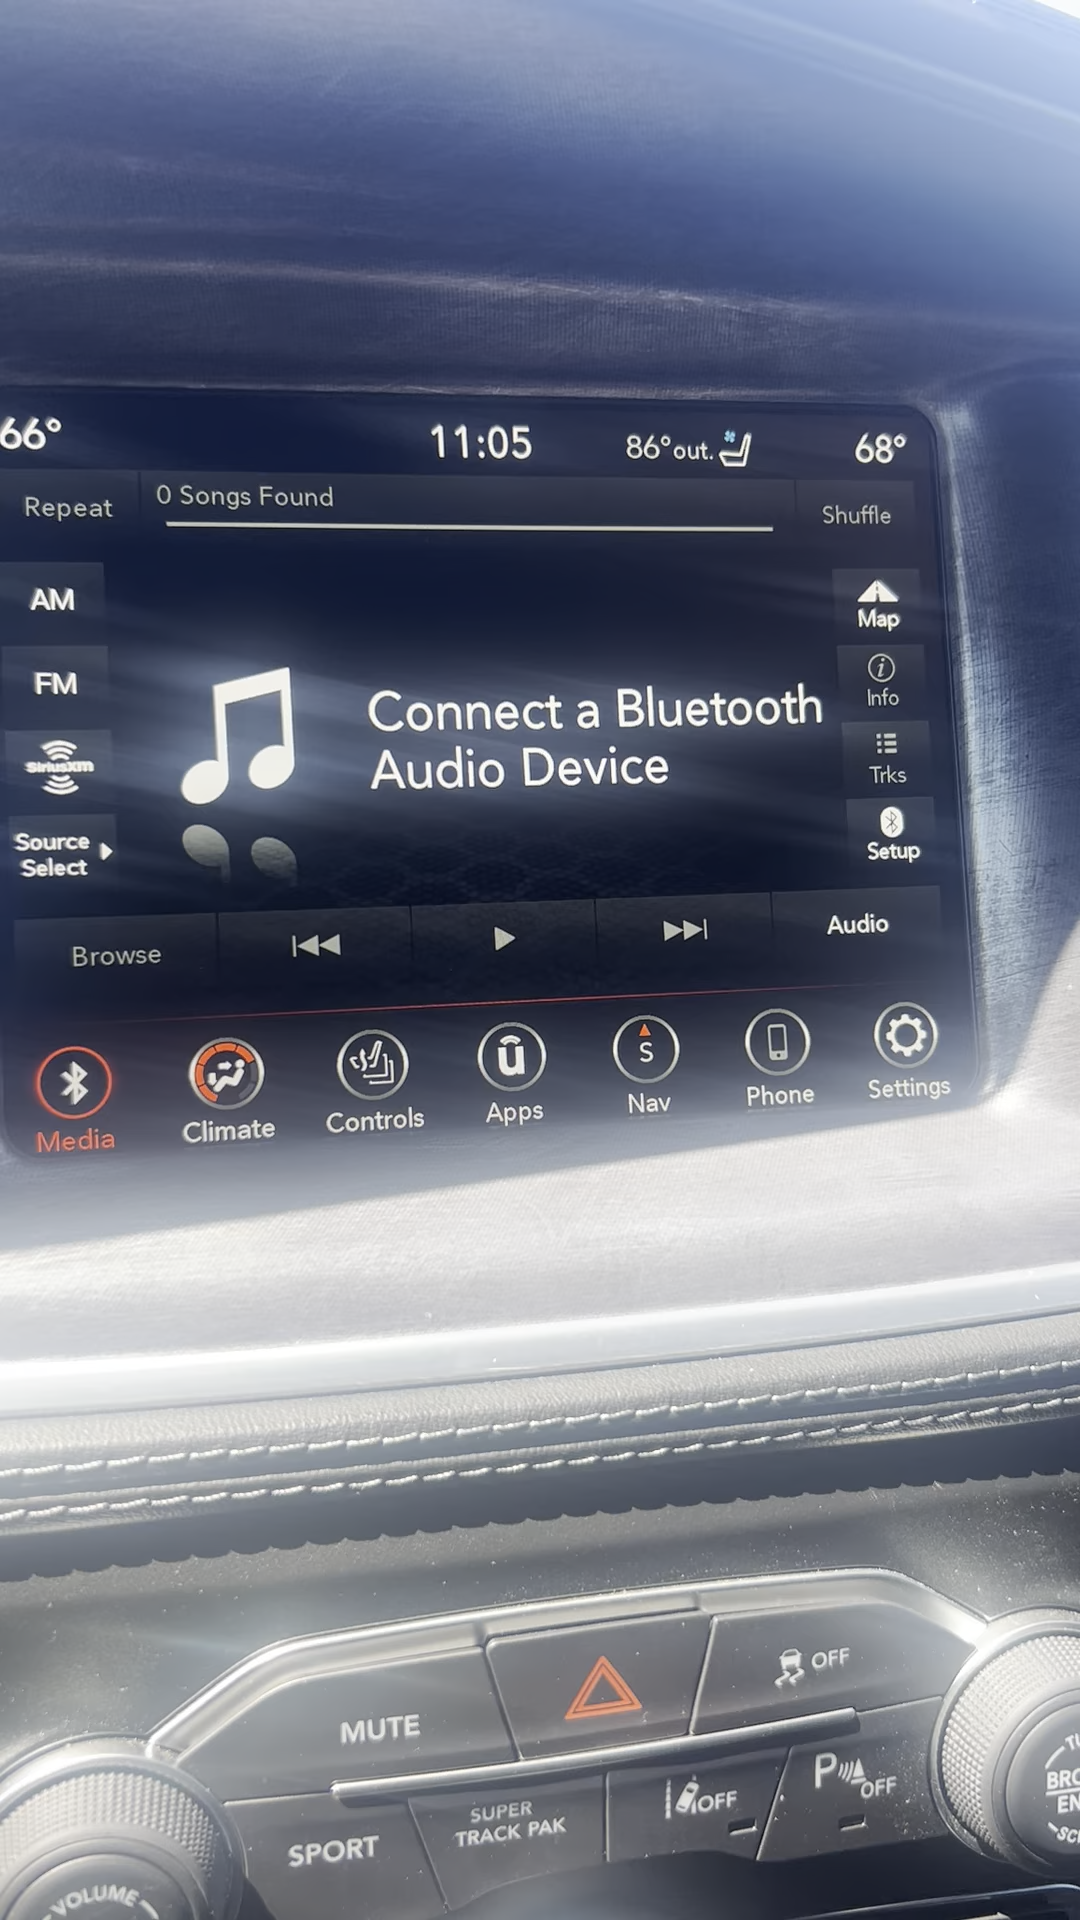 66° 11:05 86° out. 68°
Repeat 0 Songs Found Shuffle
AM
FM
SiriusXM
Source
Select
Connect a Bluetooth
Audio Device
Map
Info
Trks
Setup
Browse Audio
Media Climate Controls Apps S Nav Phone Settings
MUTE OFF
SPORT SUPER
TRACK PAK
OFF
P OFF
VOLUME